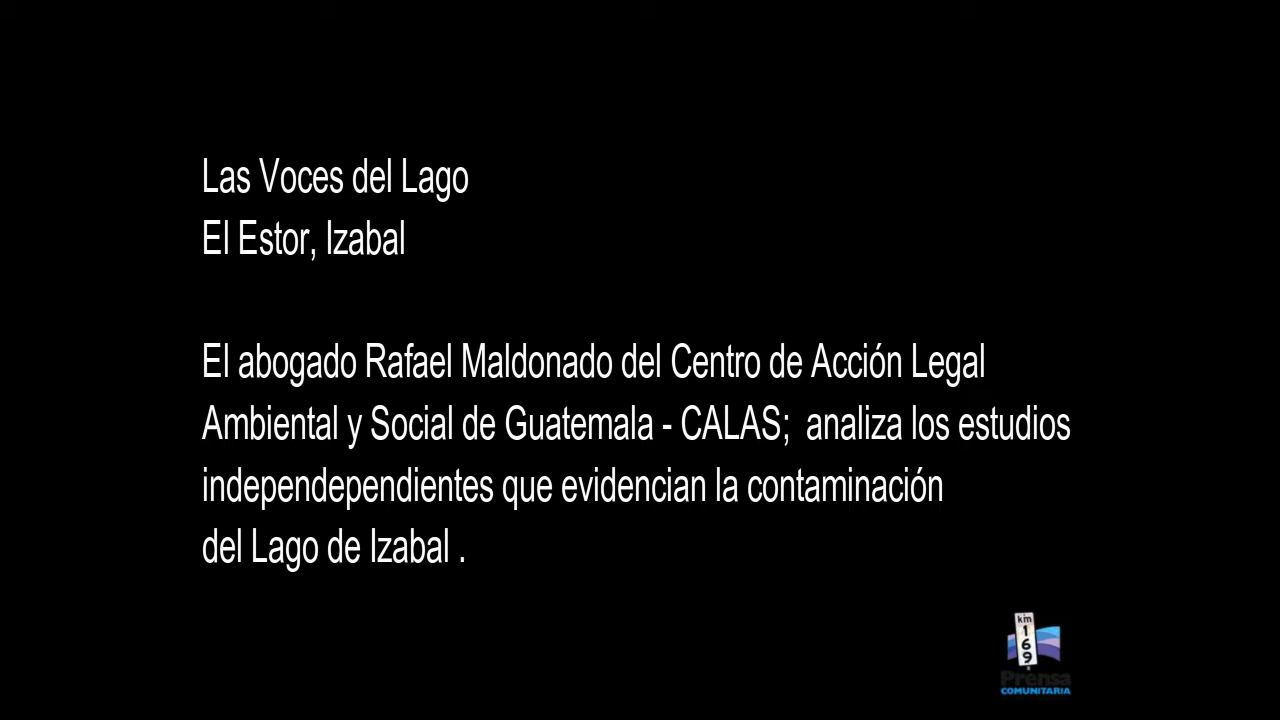 Las Voces del Lago
El Estor, Izabal
El abogado Rafael Maldonado del Centro de Acción Legal
Ambiental y Social de Guatemala - CALAS;  analiza los estudios
independependientes que evidencian la contaminación
del Lago de Izabal .
km
169
Prensa
COMUNITARIA